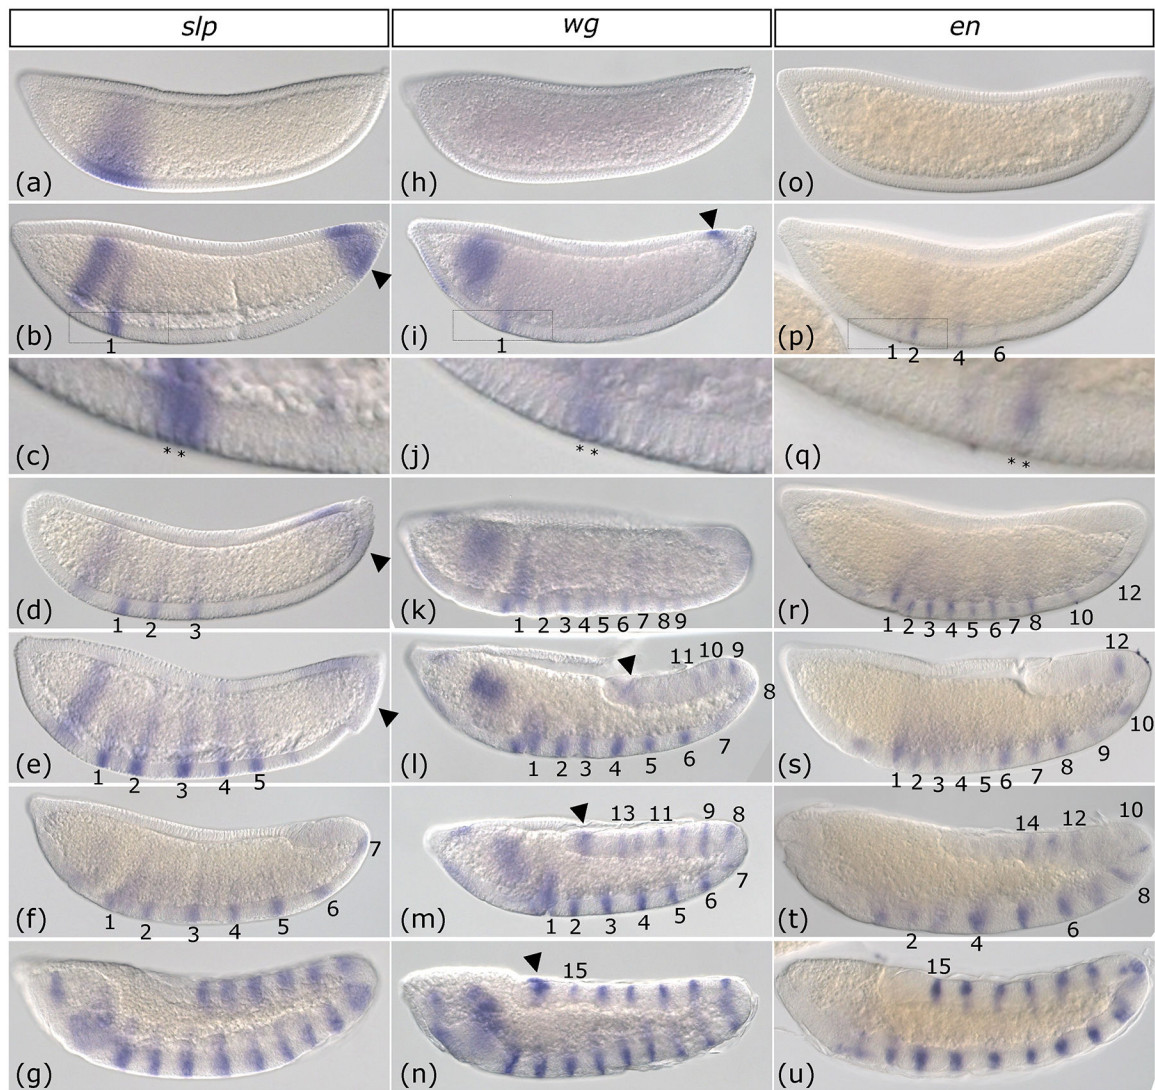 slp wg en
(a) (h) (o)
(b) 1 (i) 1 (p) 1 2 4 6
(c) * * (j) * * (q) * *
(d) 1 2 3 (k) 1 2 3 4 5 6 7 8 9 (r) 1 2 3 4 5 6 7 8 10 12
(e) 1 2 3 4 5 (l) 1 2 3 4 5 6 7 8 11 10 9 (s) 1 2 3 4 5 6 7 8 9 10 12
(f) 1 2 3 4 5 6 7 (m) 1 2 3 4 5 6 7 13 11 9 8 (t) 2 4 6 8 14 12 10
(g) (n) 15 (u) 15